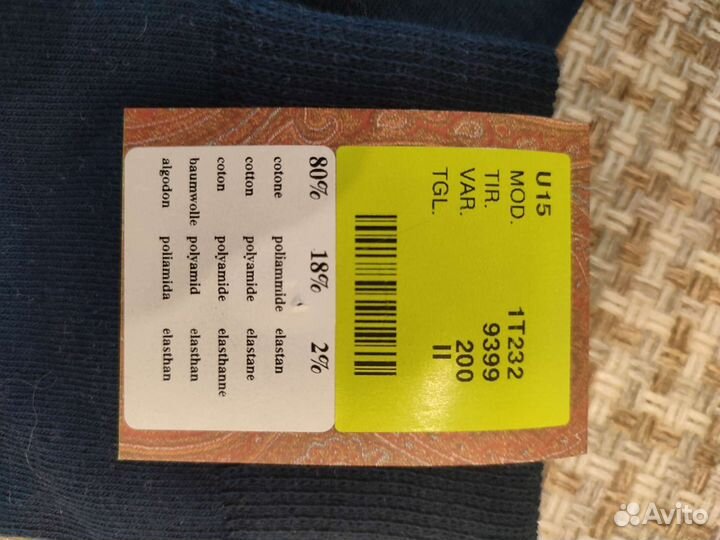 U15
MOD. 1T232
TIR. 9399
VAR. 200
TGL. II
80% 18% 2%
cotone poliammide elastan
cotton polyamide elastane
coton polyamide elasthanne
baumwolle polyamid elasthan
algodon poliamida elasthan
Avito